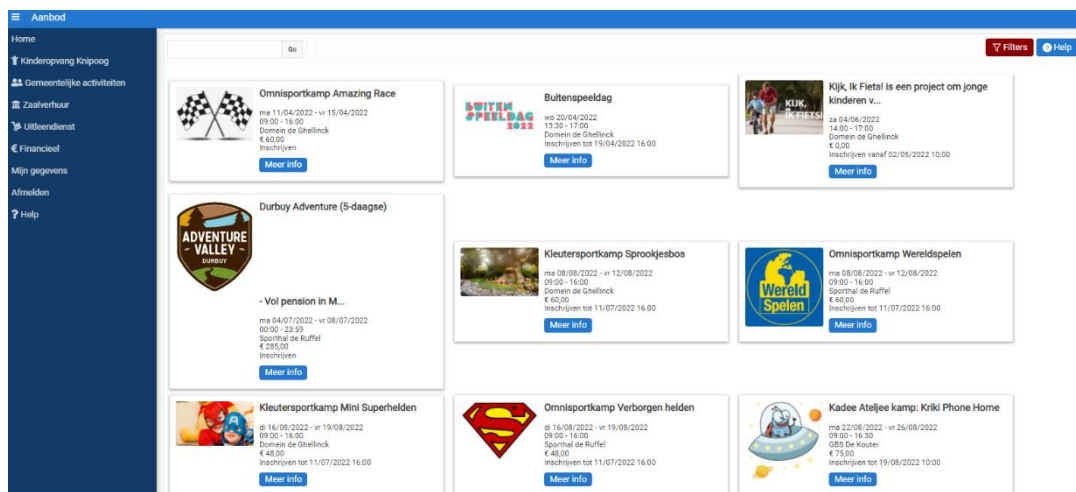 Aanbod
Home
Kinderopvang Knipoog
Gemeentelijke activiteiten
Zaalverhuur
Uitleendienst
Financieel
Mijn gegevens
Afmelden
Help
Go
Filters
Help
Omnisportkamp Amazing Race
ma 11/04/2022 - vr 15/04/2022
09:00 - 16:00
Domein de Ghellinck
€ 60,00
Inschrijven
Meer info
BUITEN
SPEELDAG
2022
Buitenspeeldag
wo 20/04/2022
13:30 - 17:00
Domein de Ghellinck
Inschrijven tot 19/04/2022 16:00
Meer info
KIJK,
IK FIETS!
Kijk, Ik Fiets! is een project om jonge
kinderen v...
za 04/06/2022
14:00 - 17:00
Domein de Ghellinck
€ 0,00
Inschrijven vanaf 02/05/2022 10:00
Meer info
ADVENTURE
- VALLEY -
DURBUY
Durbuy Adventure (5-daagse)
- Vol pension in M...
ma 04/07/2022 - vr 08/07/2022
00:00 - 23:59
Sporthal de Ruffel
€ 285,00
Inschrijven
Meer info
Kleutersportkamp Sprookjesbos
ma 08/08/2022 - vr 12/08/2022
09:00 - 16:00
Domein de Ghellinck
€ 60,00
Inschrijven tot 11/07/2022 16:00
Meer info
Wereld
Spelen
Omnisportkamp Wereldspelen
ma 08/08/2022 - vr 12/08/2022
09:00 - 16:00
Sporthal de Ruffel
€ 60,00
Inschrijven tot 11/07/2022 16:00
Meer info
Kleutersportkamp Mini Superhelden
di 16/08/2022 - vr 19/08/2022
09:00 - 16:00
Domein de Ghellinck
€ 48,00
Inschrijven tot 11/07/2022 16:00
Meer info
S
Omnisportkamp Verborgen helden
di 16/08/2022 - vr 19/08/2022
09:00 - 16:00
Sporthal de Ruffel
€ 48,00
Inschrijven tot 11/07/2022 16:00
Meer info
Kadee Ateljee kamp: Kriki Phone Home
ma 22/08/2022 - vr 26/08/2022
09:00 - 16:30
GBS De Kouter
€ 75,00
Inschrijven tot 19/08/2022 10:00
Meer info